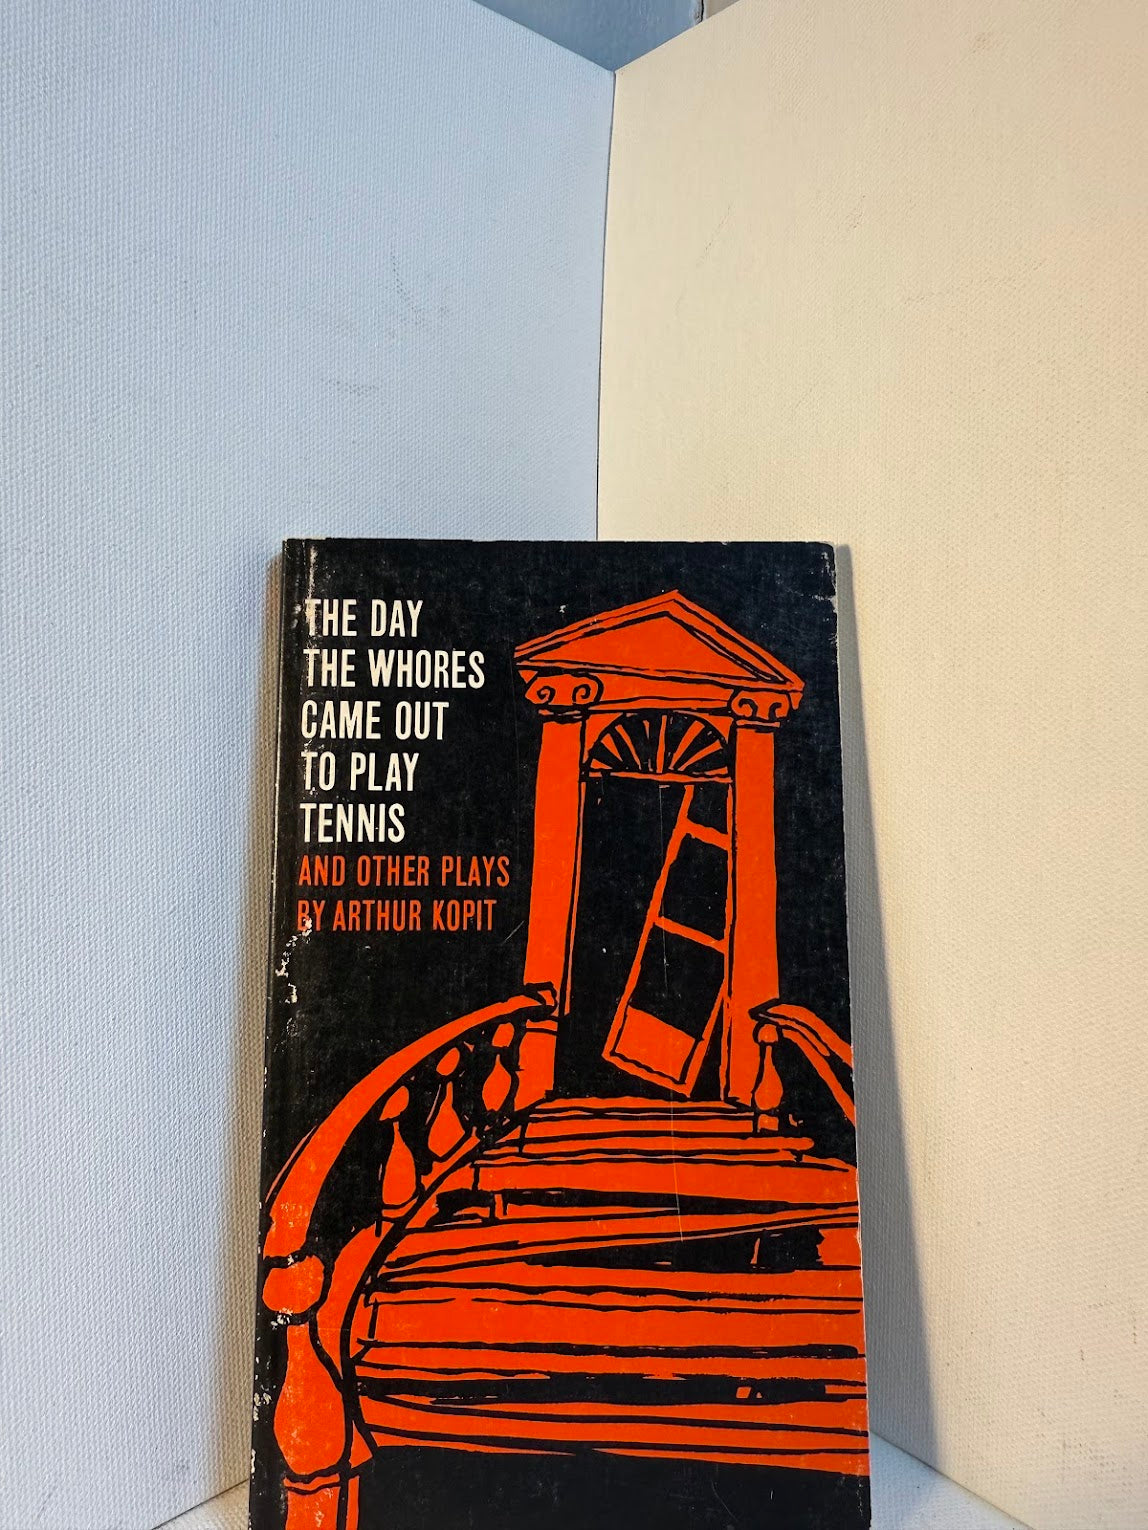 THE DAY
THE WHORES
CAME OUT
TO PLAY
TENNIS
AND OTHER PLAYS
BY ARTHUR KOPIT